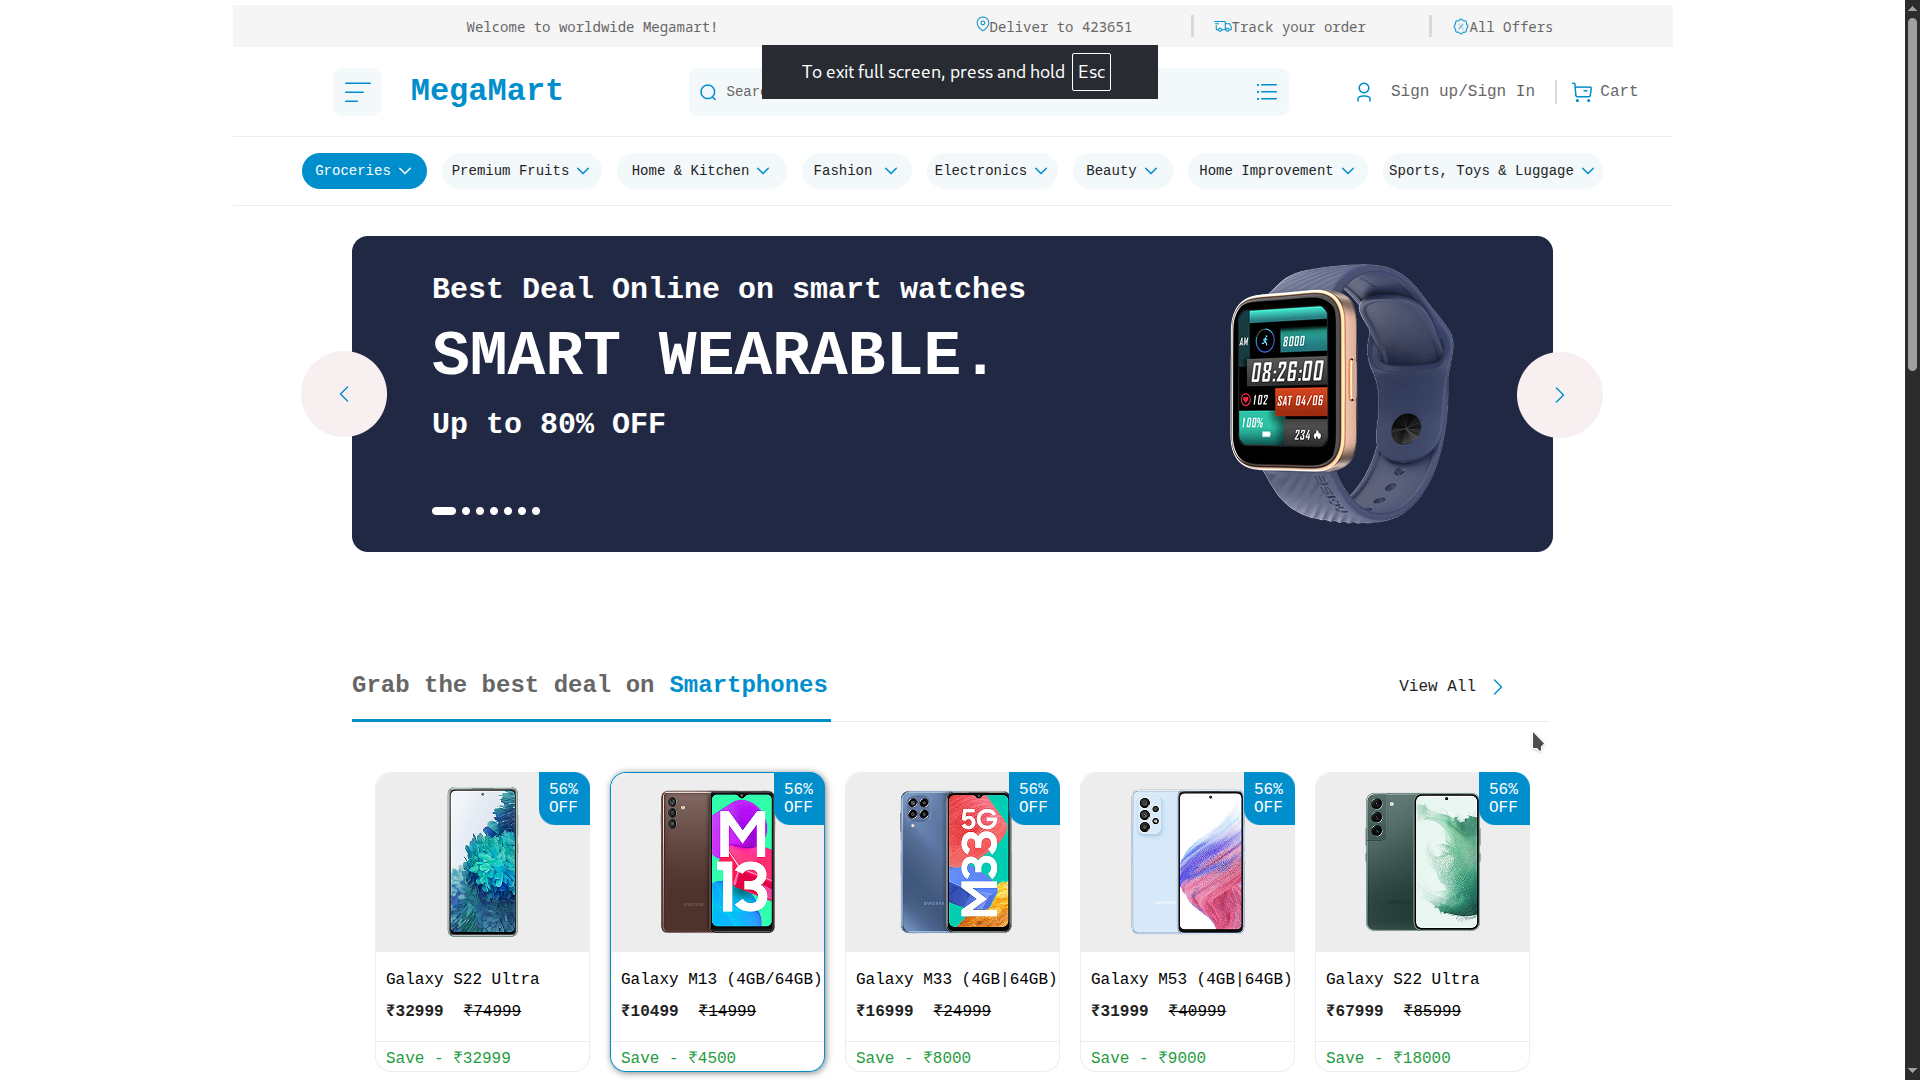 Welcome to worldwide Megamart!
Deliver to 423651
Track your order
All Offers
To exit full screen, press and hold Esc
MegaMart
Sign up/Sign In
Cart
Groceries
Premium Fruits
Home & Kitchen
Fashion
Electronics
Beauty
Home Improvement
Sports, Toys & Luggage
Best Deal Online on smart watches
SMART WEARABLE.
Up to 80% OFF
AM
8000
08:26:00
102
SAT 04/06
100%
234
Grab the best deal on Smartphones
View All
56%
OFF
56%
OFF
56%
OFF
56%
OFF
56%
OFF
M
13
5G
M33
Galaxy S22 Ultra
₹32999 ₹74999
Save - ₹32999
Galaxy M13 (4GB/64GB)
₹10499 ₹14999
Save - ₹4500
Galaxy M33 (4GB|64GB)
₹16999 ₹24999
Save - ₹8000
Galaxy M53 (4GB|64GB)
₹31999 ₹40999
Save - ₹9000
Galaxy S22 Ultra
₹67999 ₹85999
Save - ₹18000